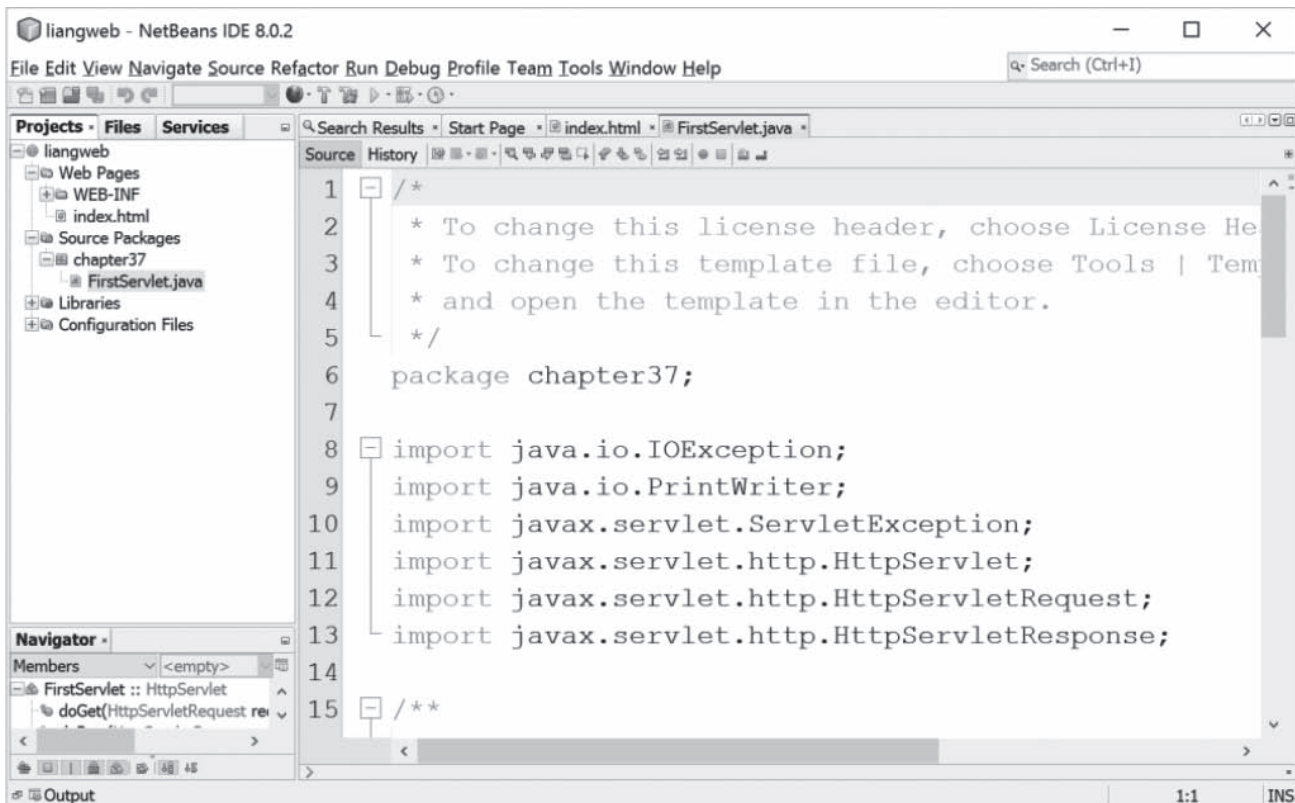 liangweb - NetBeans IDE 8.0.2
File Edit View Navigate Source Refactor Run Debug Profile Team Tools Window Help
Search (Ctrl+I)
Projects Files Services
liangweb
Web Pages
WEB-INF
index.html
Source Packages
chapter37
FirstServlet.java
Libraries
Configuration Files
Navigator
Members <empty>
FirstServlet :: HttpServlet
doGet(HttpServletRequest
Output
Search Results Start Page index.html FirstServlet.java
Source History
1 /*
2 * To change this license header, choose License He
3 * To change this template file, choose Tools | Tem
4 * and open the template in the editor.
5 */
6 package chapter37;
7
8 import java.io.IOException;
9 import java.io.PrintWriter;
10 import javax.servlet.ServletException;
11 import javax.servlet.http.HttpServlet;
12 import javax.servlet.http.HttpServletRequest;
13 import javax.servlet.http.HttpServletResponse;
14
15 /**
1:1 INS